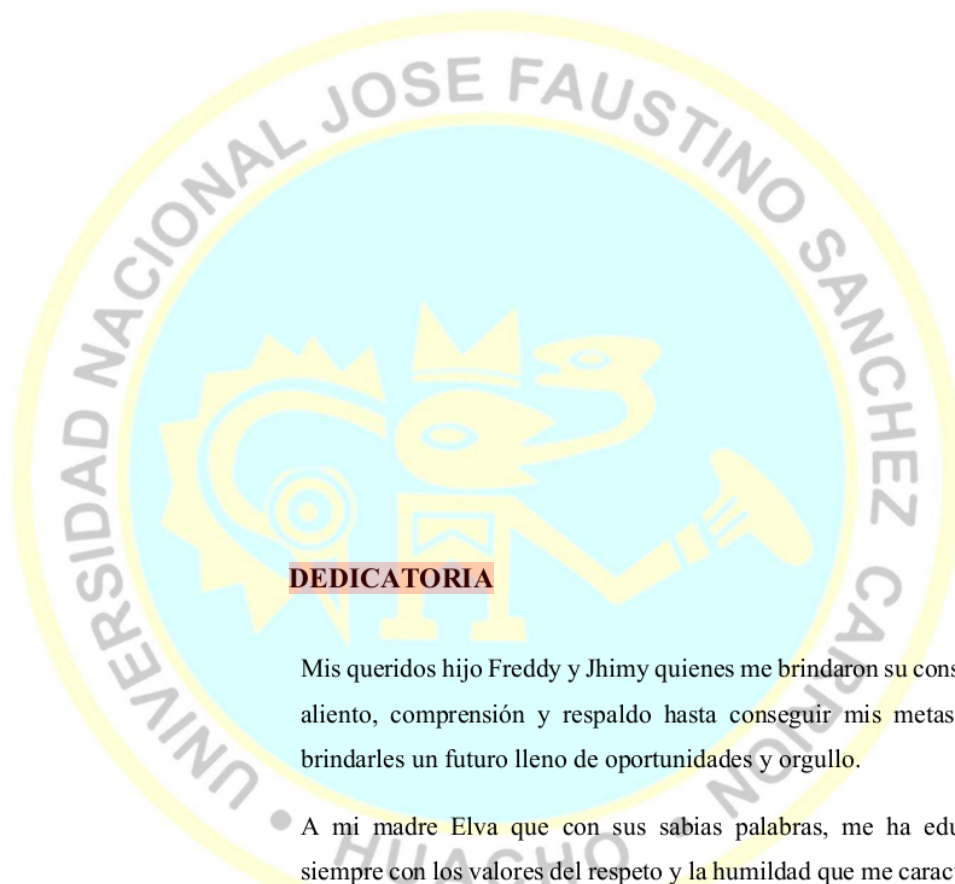 UNIVERSIDAD NACIONAL JOSE FAUSTINO SANCHEZ CARRION
HUACHO
DEDICATORIA
Mis queridos hijo Freddy y Jhimy quienes me brindaron su cons
aliento, comprensión y respaldo hasta conseguir mis metas
brindarles un futuro lleno de oportunidades y orgullo.
A mi madre Elva que con sus sabias palabras, me ha edu
siempre con los valores del respeto y la humildad que me carac